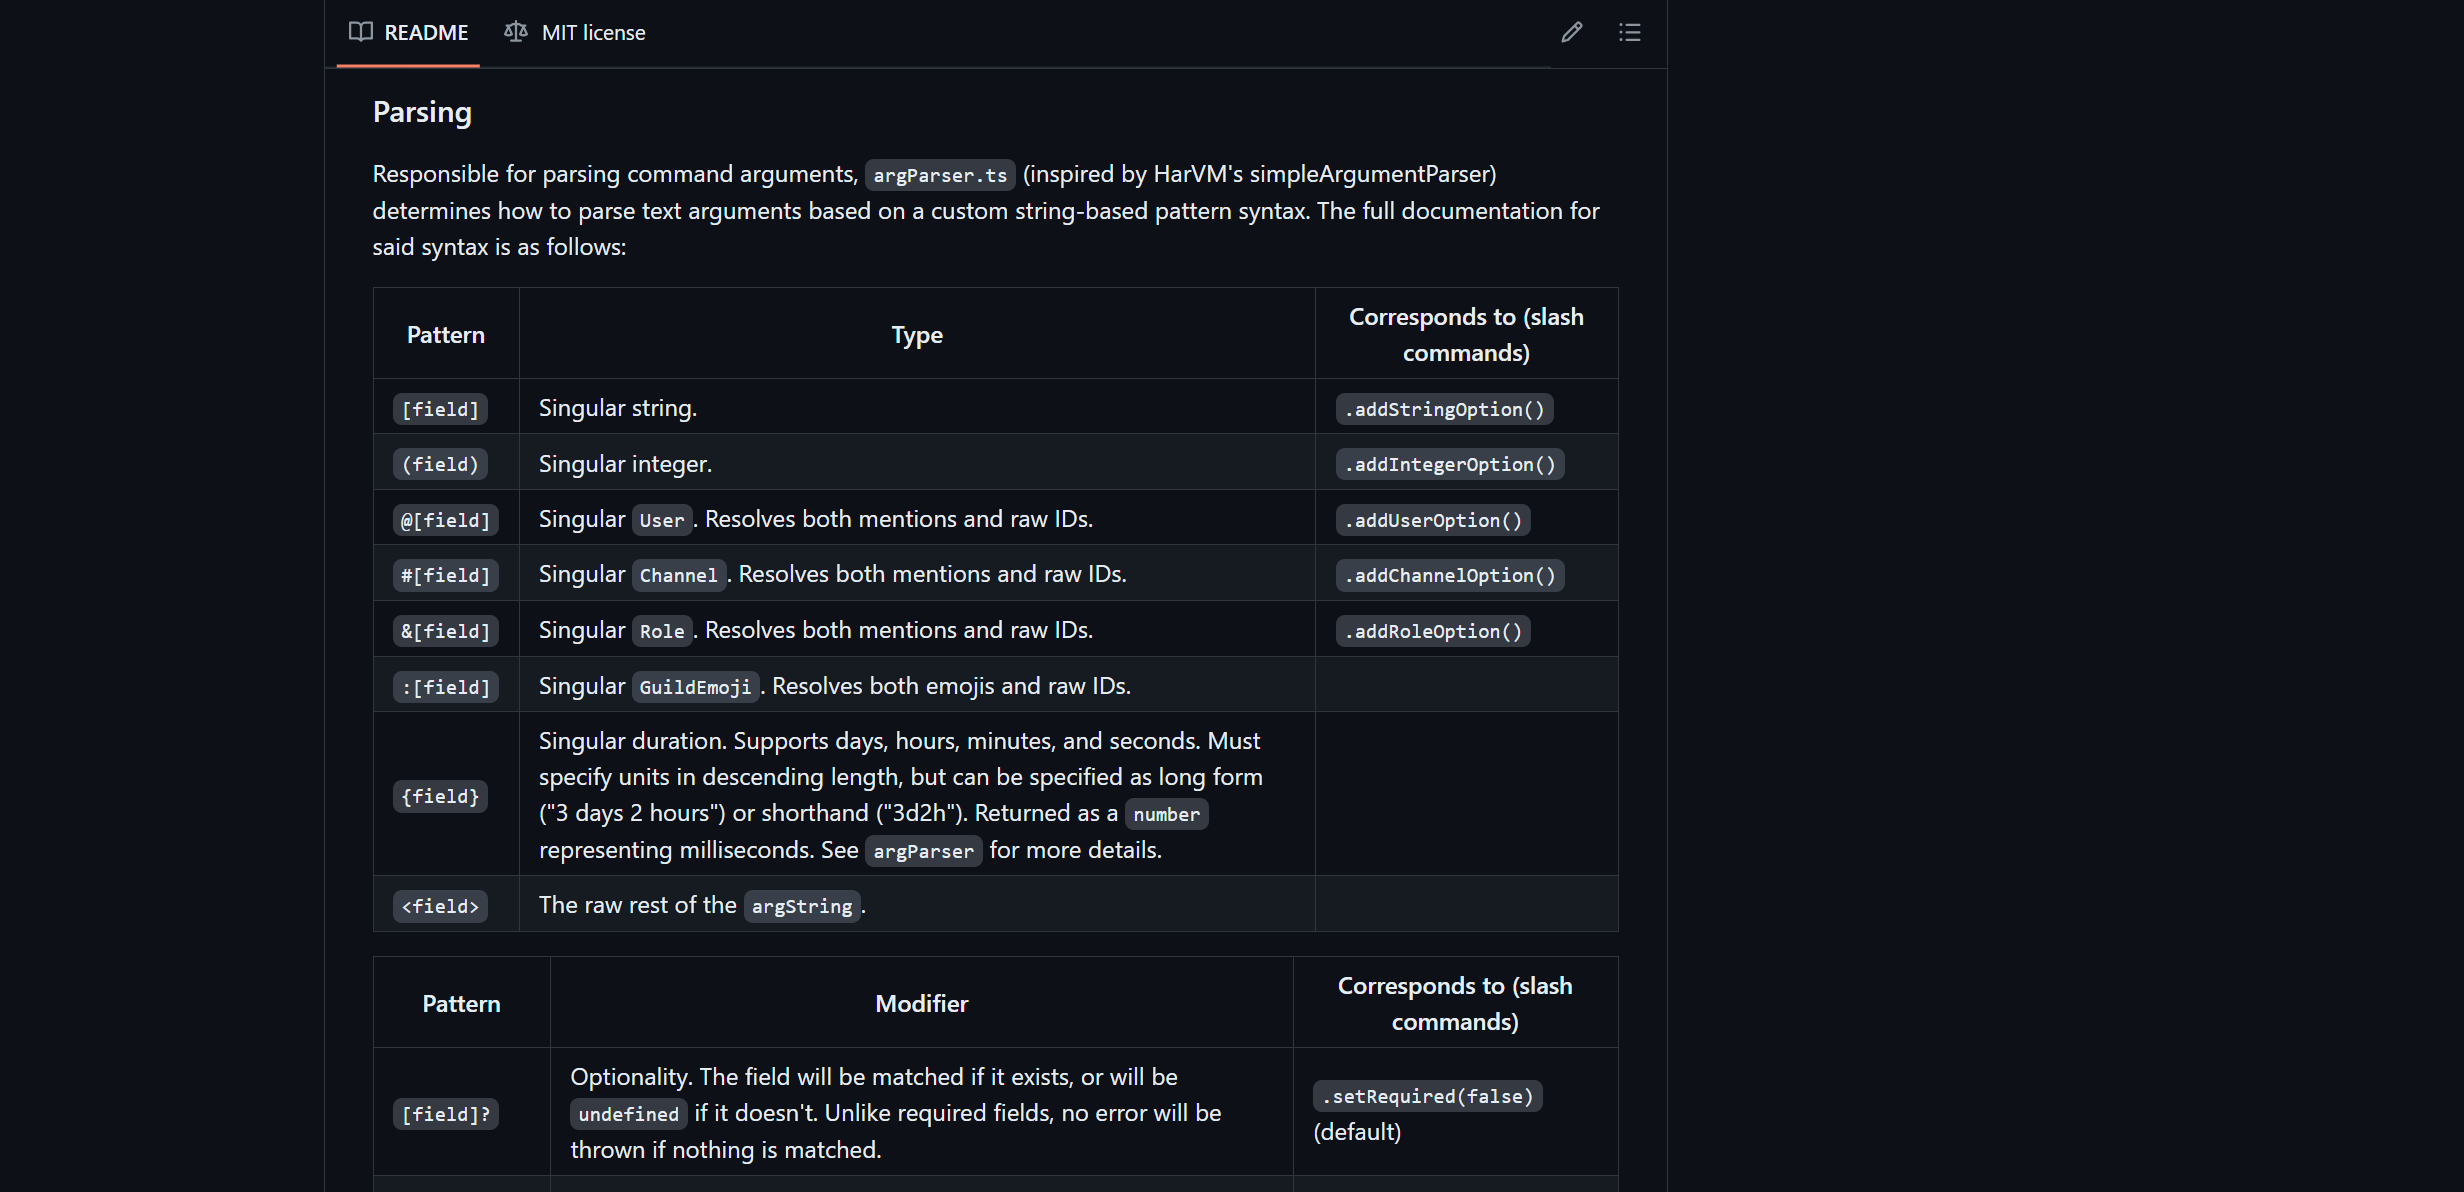 README
MIT license
Parsing
Responsible for parsing command arguments, argParser.ts (inspired by HarVM's simpleArgumentParser)
determines how to parse text arguments based on a custom string-based pattern syntax. The full documentation for
said syntax is as follows:
Pattern
Type
Corresponds to (slash
commands)
[field]
Singular string.
.addStringOption()
(field)
Singular integer.
.addIntegerOption()
@[field]
Singular User. Resolves both mentions and raw IDs.
.addUserOption()
#[field]
Singular Channel. Resolves both mentions and raw IDs.
.addChannelOption()
&[field]
Singular Role. Resolves both mentions and raw IDs.
.addRoleOption()
:[field]
Singular GuildEmoji. Resolves both emojis and raw IDs.
{field}
Singular duration. Supports days, hours, minutes, and seconds. Must
specify units in descending length, but can be specified as long form
("3 days 2 hours") or shorthand ("3d2h"). Returned as a number
representing milliseconds. See argParser for more details.
<field>
The raw rest of the argString.
Pattern
Modifier
Corresponds to (slash
commands)
[field]?
Optionality. The field will be matched if it exists, or will be
undefined if it doesn't. Unlike required fields, no error will be
thrown if nothing is matched.
.setRequired(false)
(default)